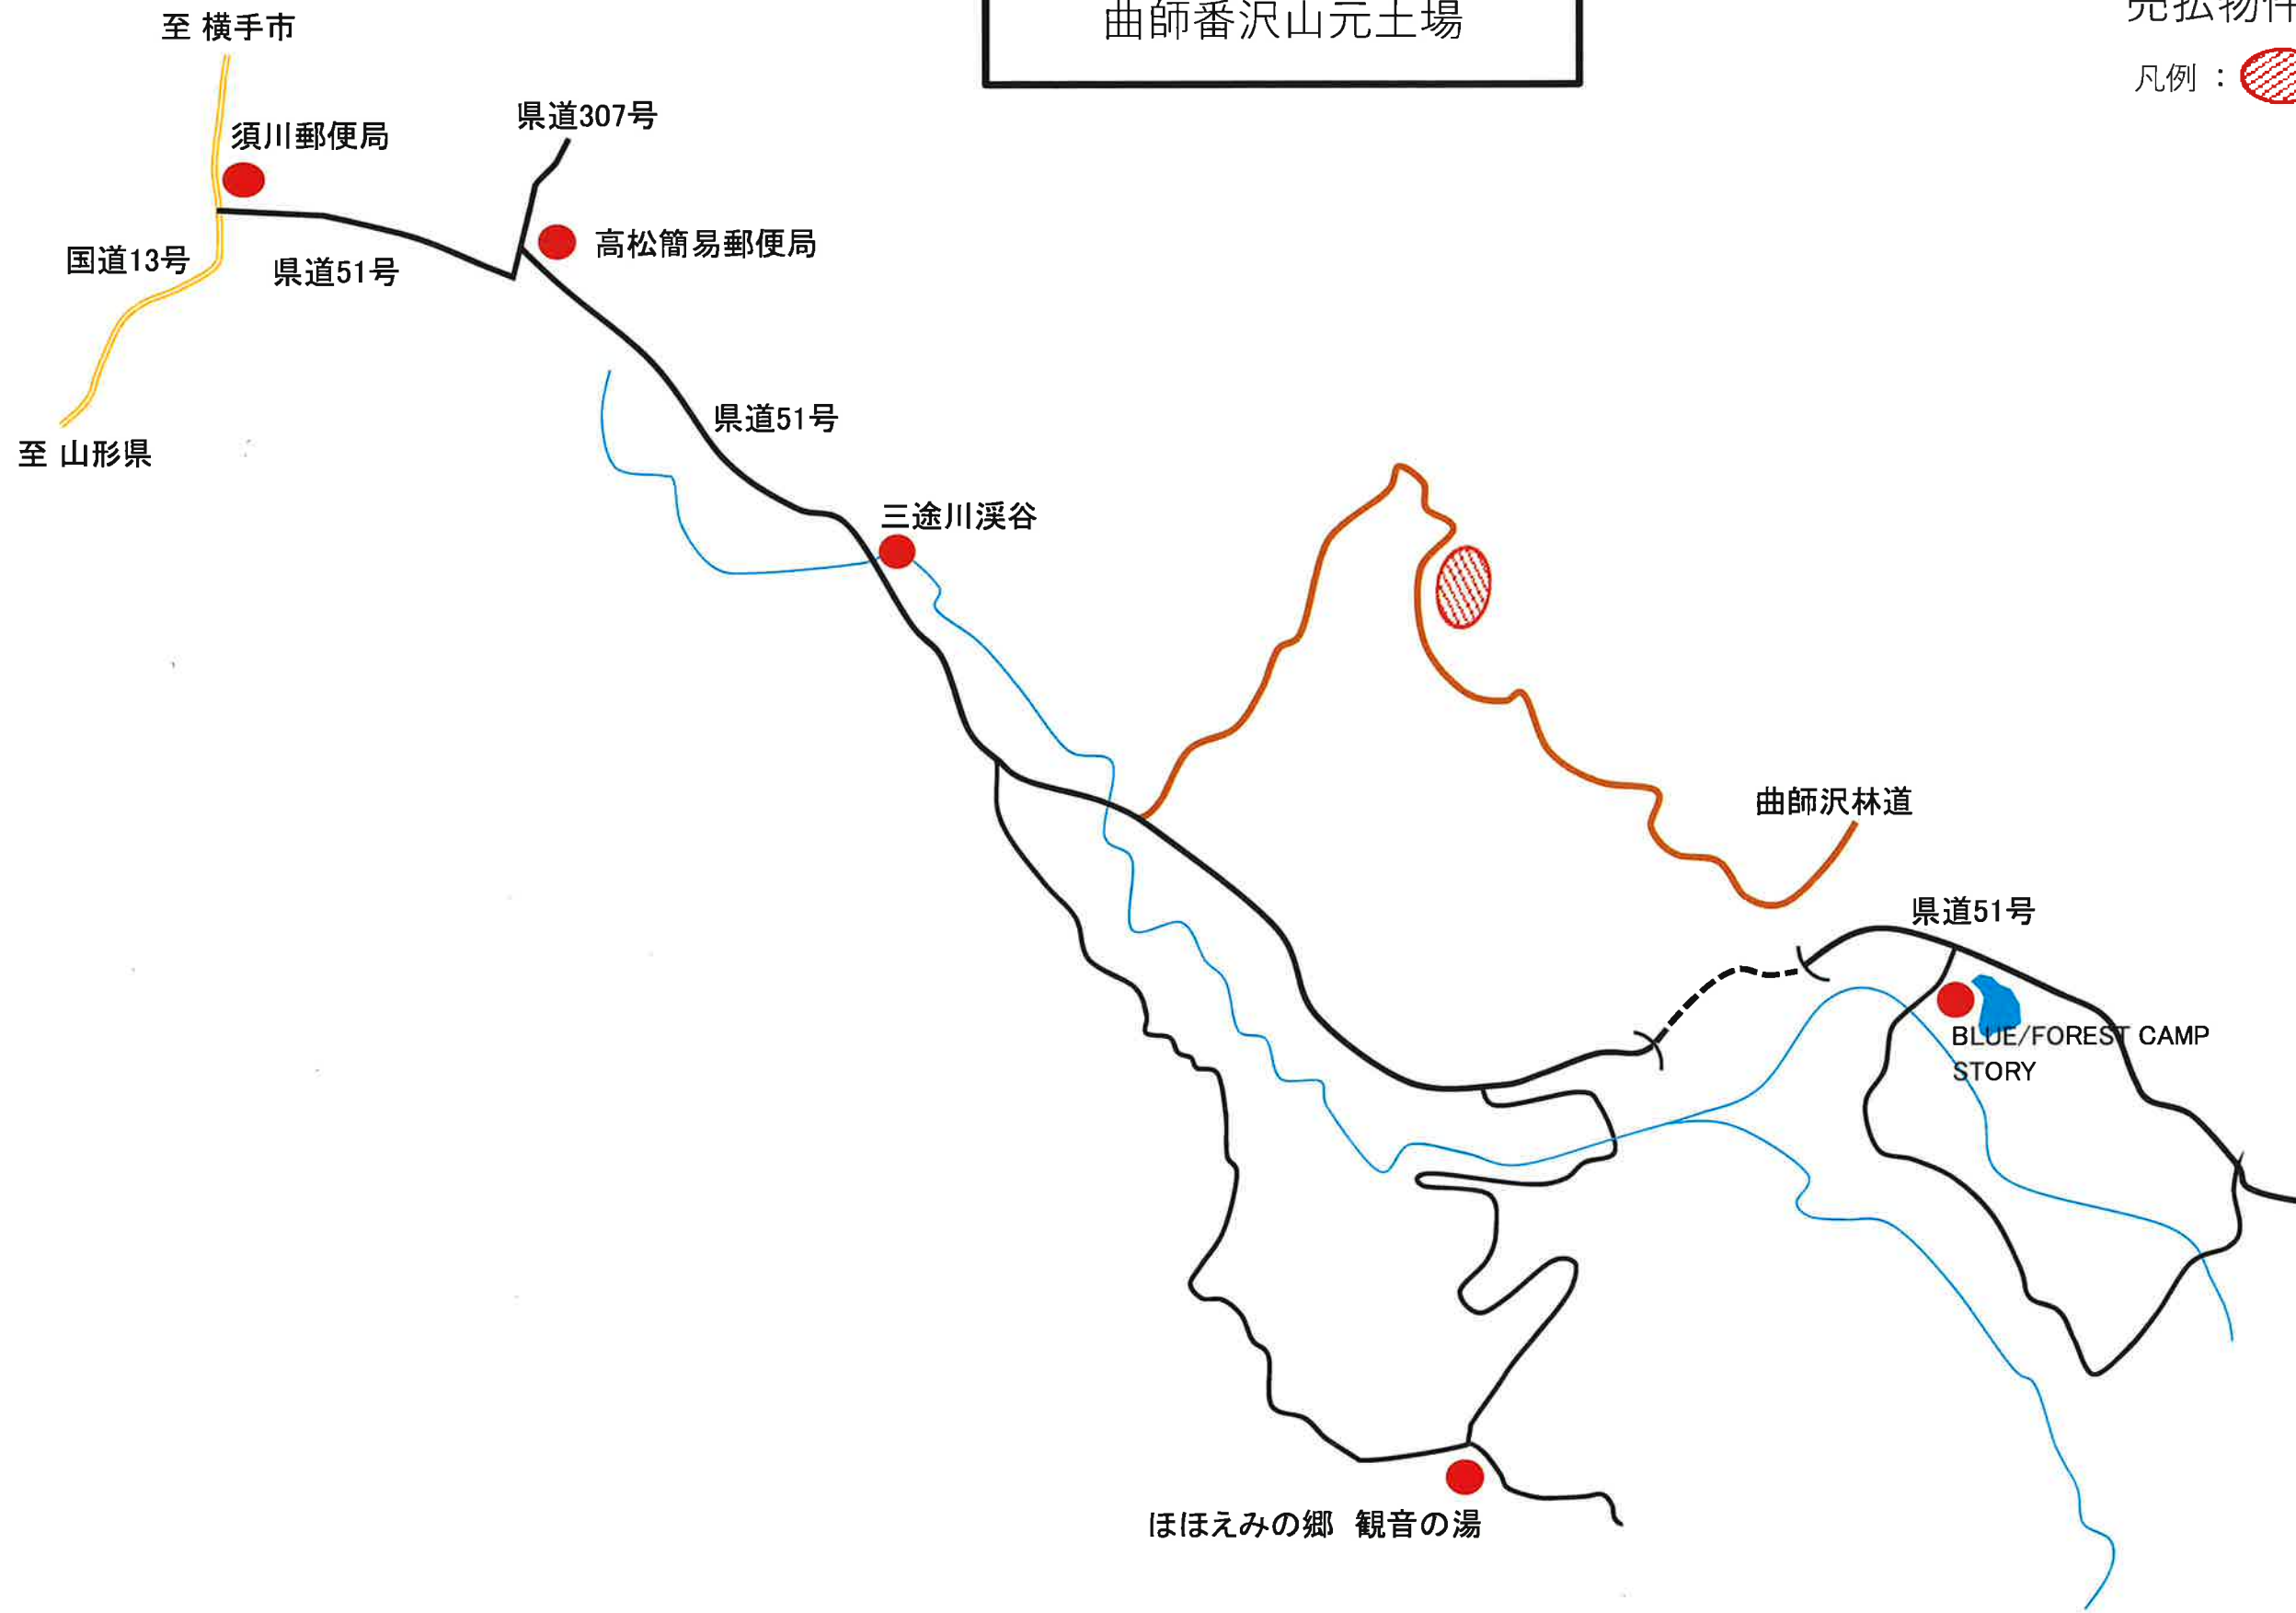 曲師番沢山元土場
売払物件
凡例：
至 横手市
須川郵便局
県道307号
国道13号
県道51号
高松簡易郵便局
至 山形県
県道51号
三途川渓谷
曲師沢林道
県道51号
BLUE/FOREST CAMP
STORY
ほほえみの郷 観音の湯